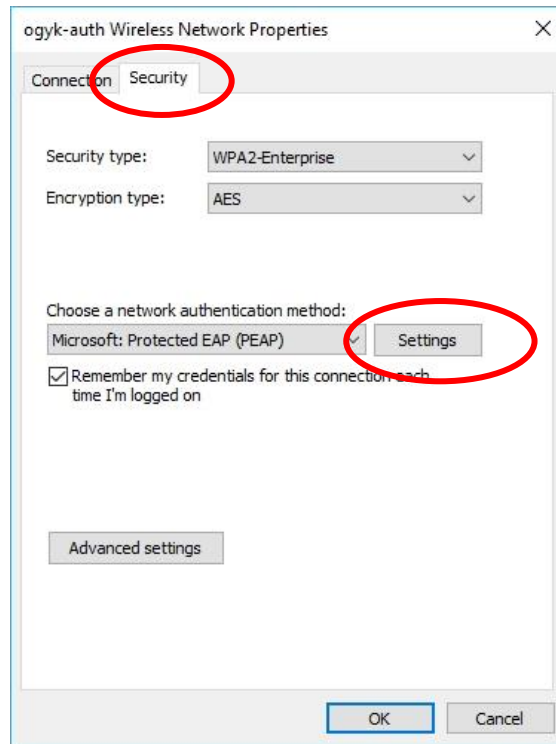 ogyk-auth Wireless Network Properties
Connection
Security
Security type:
WPA2-Enterprise
Encryption type:
AES
Choose a network authentication method:
Microsoft: Protected EAP (PEAP)
Settings
Remember my credentials for this connection each
time I'm logged on
Advanced settings
OK
Cancel